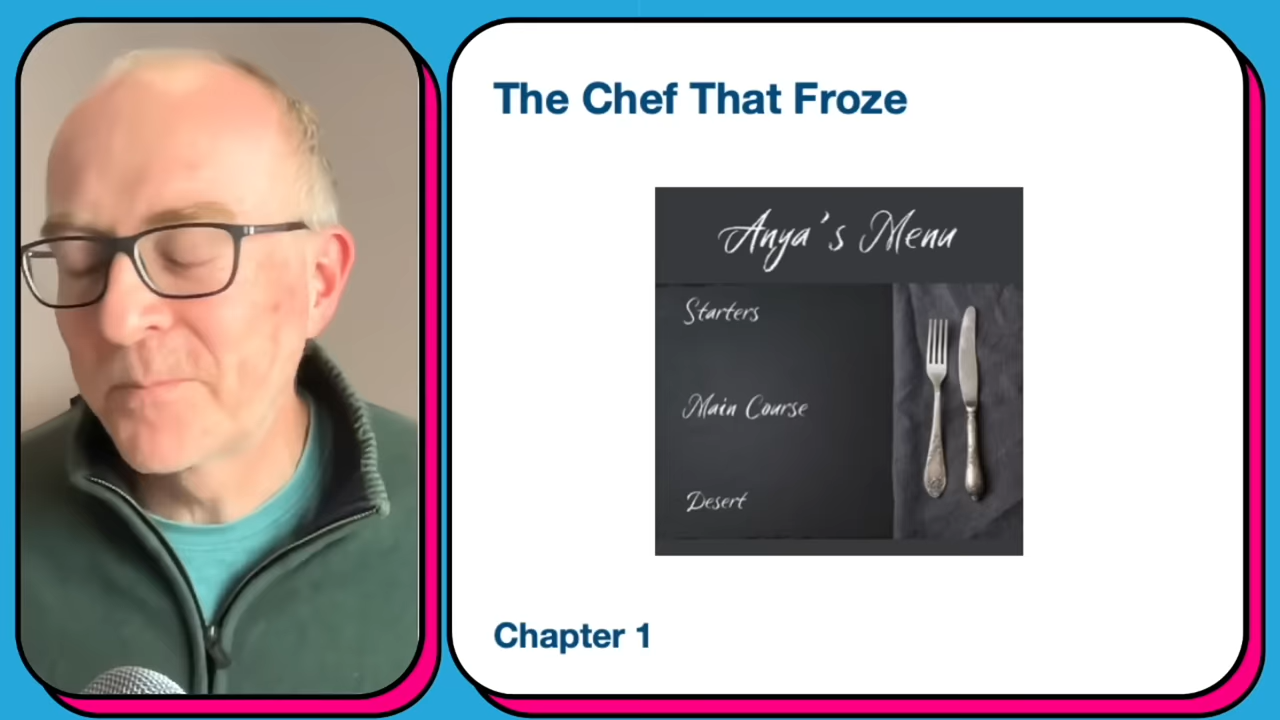 The Chef That Froze
Anya's Menu
Starters
Main Course
Desert
Chapter 1